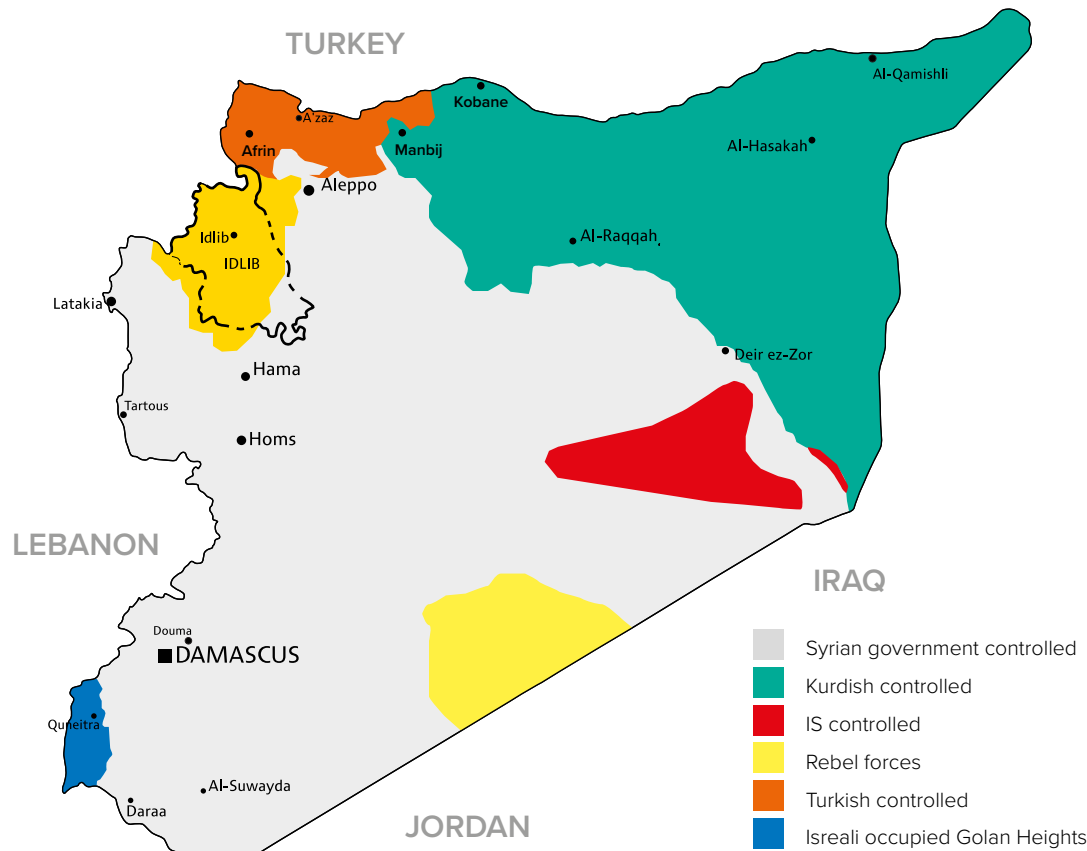 TURKEY
Al-Qamishli
Kobane
A'zaz
Afrin
Manbij
Al-Hasakah
Aleppo
Idlib
Al-Raqqah
IDLIB
Latakia
Deir ez-Zor
Hama
Tartous
Homs
LEBANON
IRAQ
Douma
DAMASCUS
Quneitra
Al-Suwayda
Daraa
JORDAN
Syrian government controlled
Kurdish controlled
IS controlled
Rebel forces
Turkish controlled
Isreali occupied Golan Heights